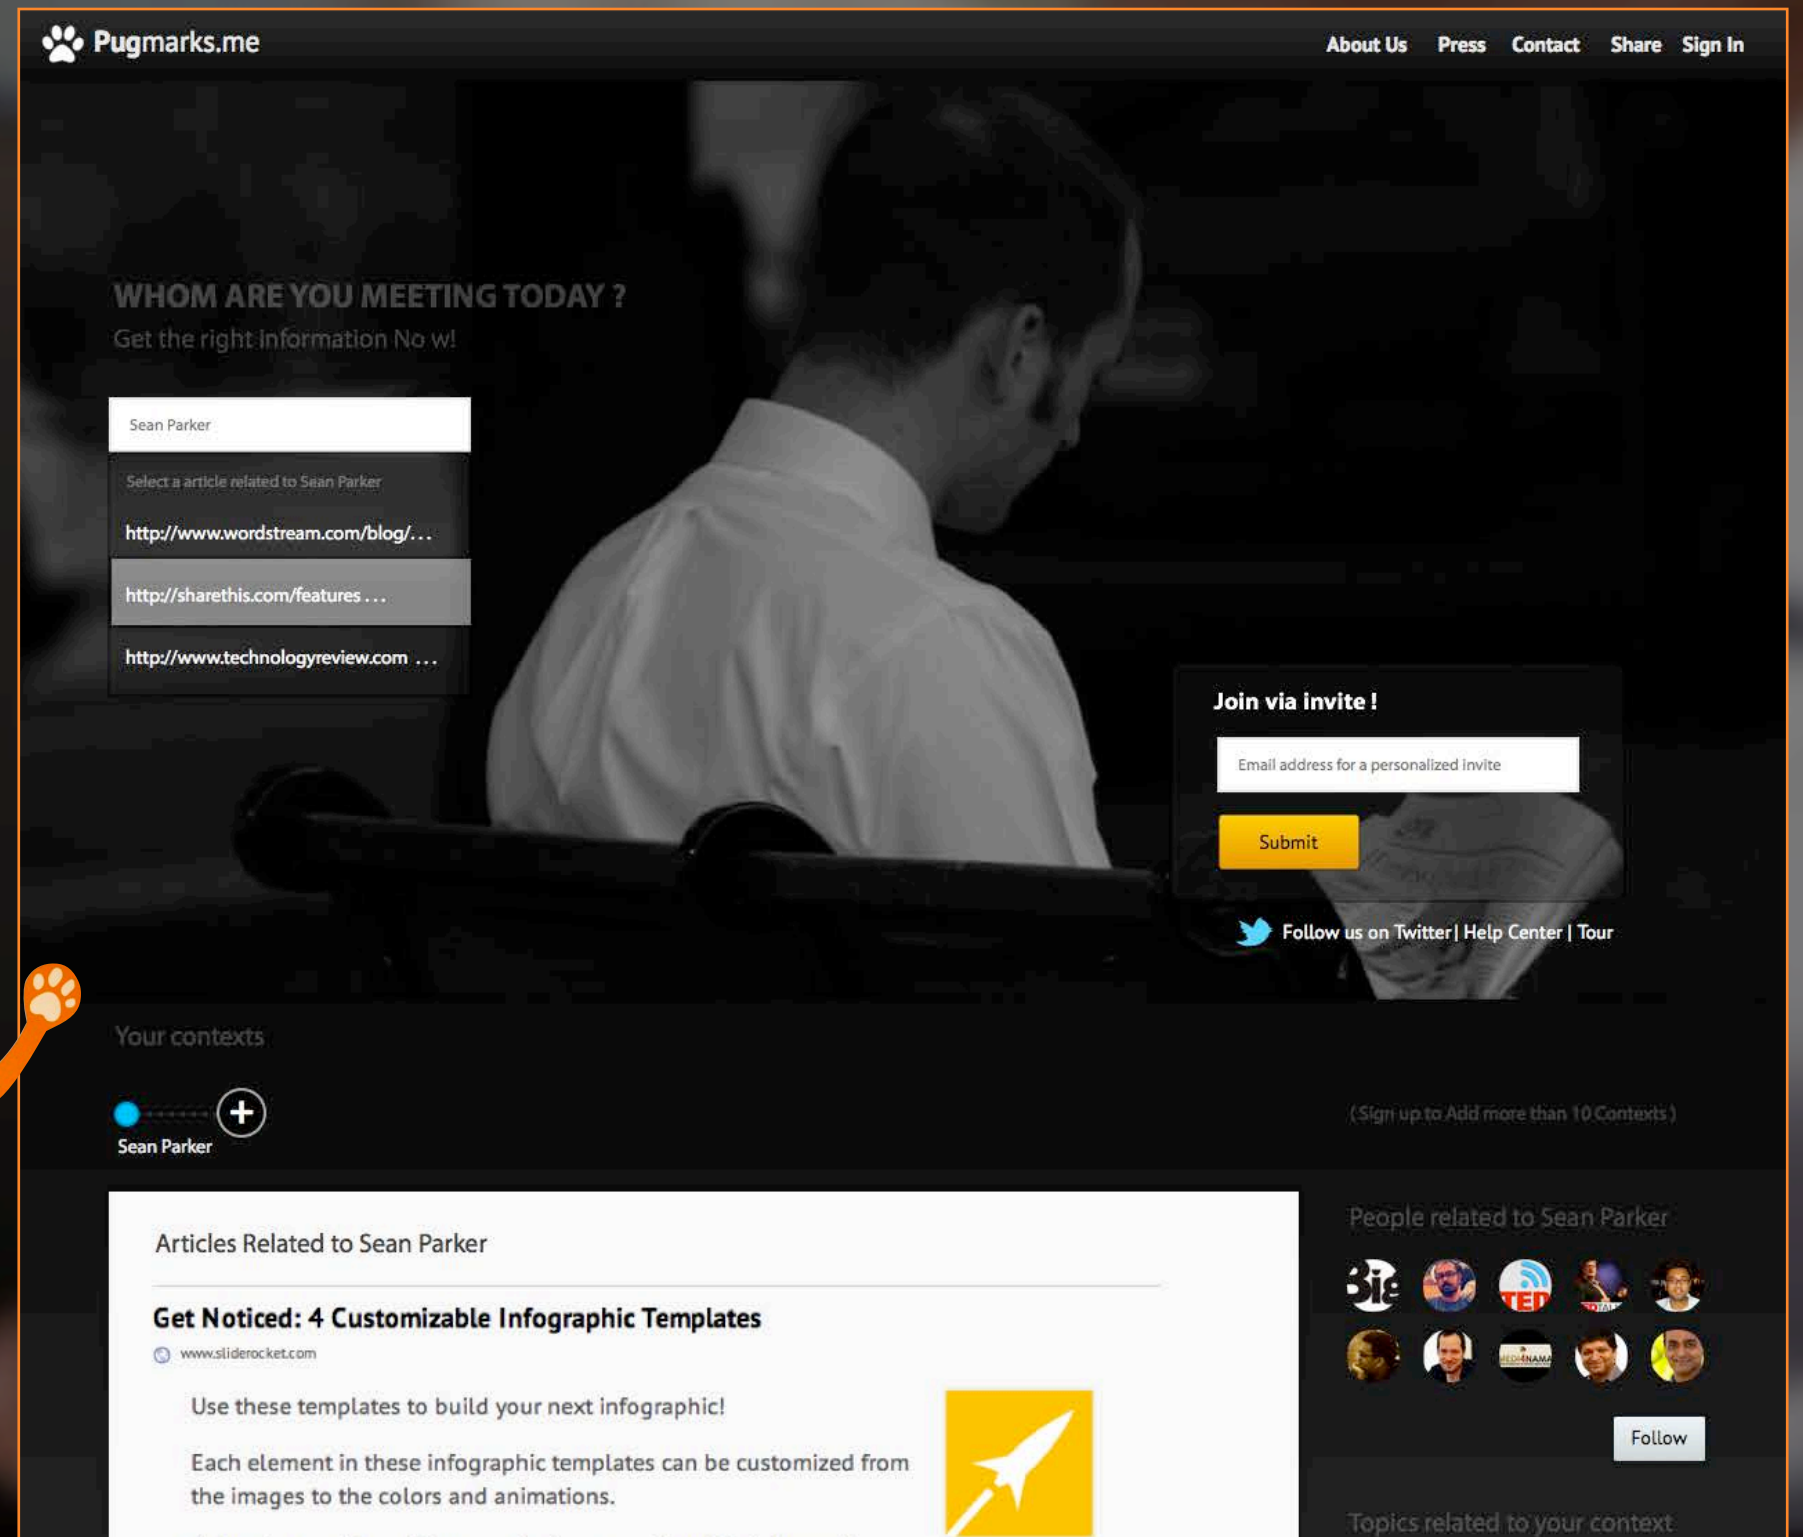 Pugmarks.me
About Us Press Contact Share Sign In
WHOM ARE YOU MEETING TODAY ?
Get the right information No w!
Sean Parker
Select a article related to Sean Parker
http://www.wordstream.com/blog/...
http://sharethis.com/features ...
http://www.technologyreview.com ...
Join via invite !
Email address for a personalized invite
Submit
Follow us on Twitter| Help Center | Tour
Your contexts
Sean Parker
( Sign up to Add more than 10 Contexts )
Articles Related to Sean Parker
Get Noticed: 4 Customizable Infographic Templates
www.sliderocket.com
Use these templates to build your next infographic!
Each element in these infographic templates can be customized from
the images to the colors and animations.
People related to Sean Parker
Big
TED
Follow
Topics related to your context